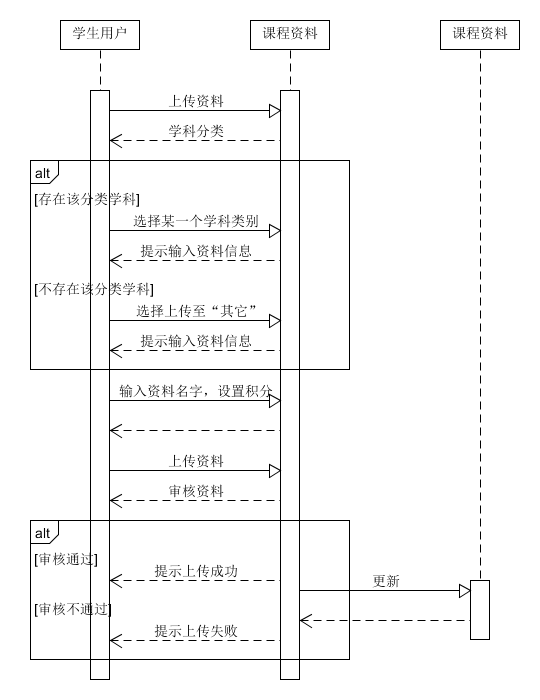 学生用户
课程资料
课程资料
上传资料
学科分类
alt
[存在该分类学科]
选择某一个学科类别
提示输入资料信息
[不存在该分类学科]
选择上传至“其它”
提示输入资料信息
输入资料名字，设置积分
上传资料
审核资料
alt
[审核通过]
提示上传成功
更新
[审核不通过]
提示上传失败